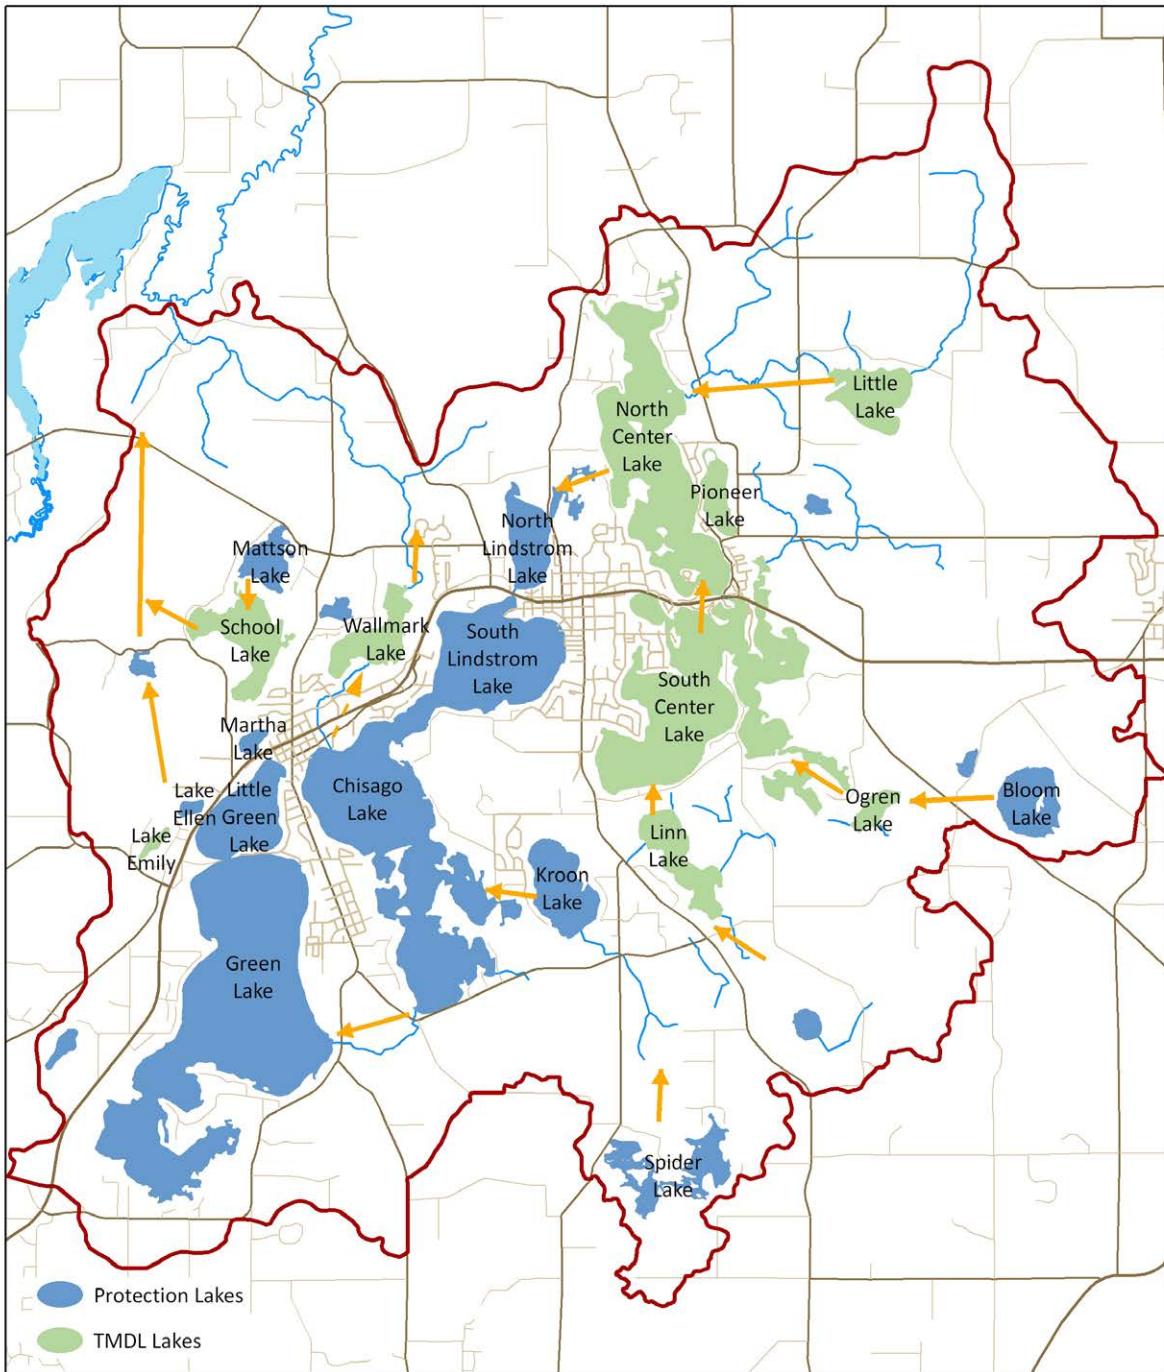 Little
Lake
North
Center
Lake
Pioneer
Lake
North
Lindstrom
Lake
Mattson
Lake
School
Lake
Wallmark
Lake
South
Lindstrom
Lake
South
Center
Lake
Martha
Lake
Chisago
Lake
Lake
Ellen
Little
Green
Lake
Ogren
Lake
Bloom
Lake
Lake
Emily
Linn
Lake
Kroon
Lake
Green
Lake
Spider
Lake
Protection Lakes
TMDL Lakes